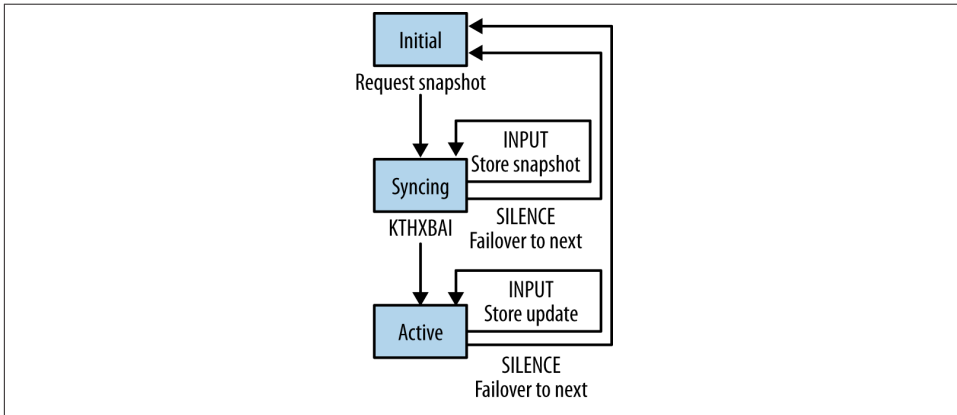 Initial
Request snapshot
INPUT
Store snapshot
Syncing
KTHXBAI
SILENCE
Failover to next
INPUT
Store update
Active
SILENCE
Failover to next